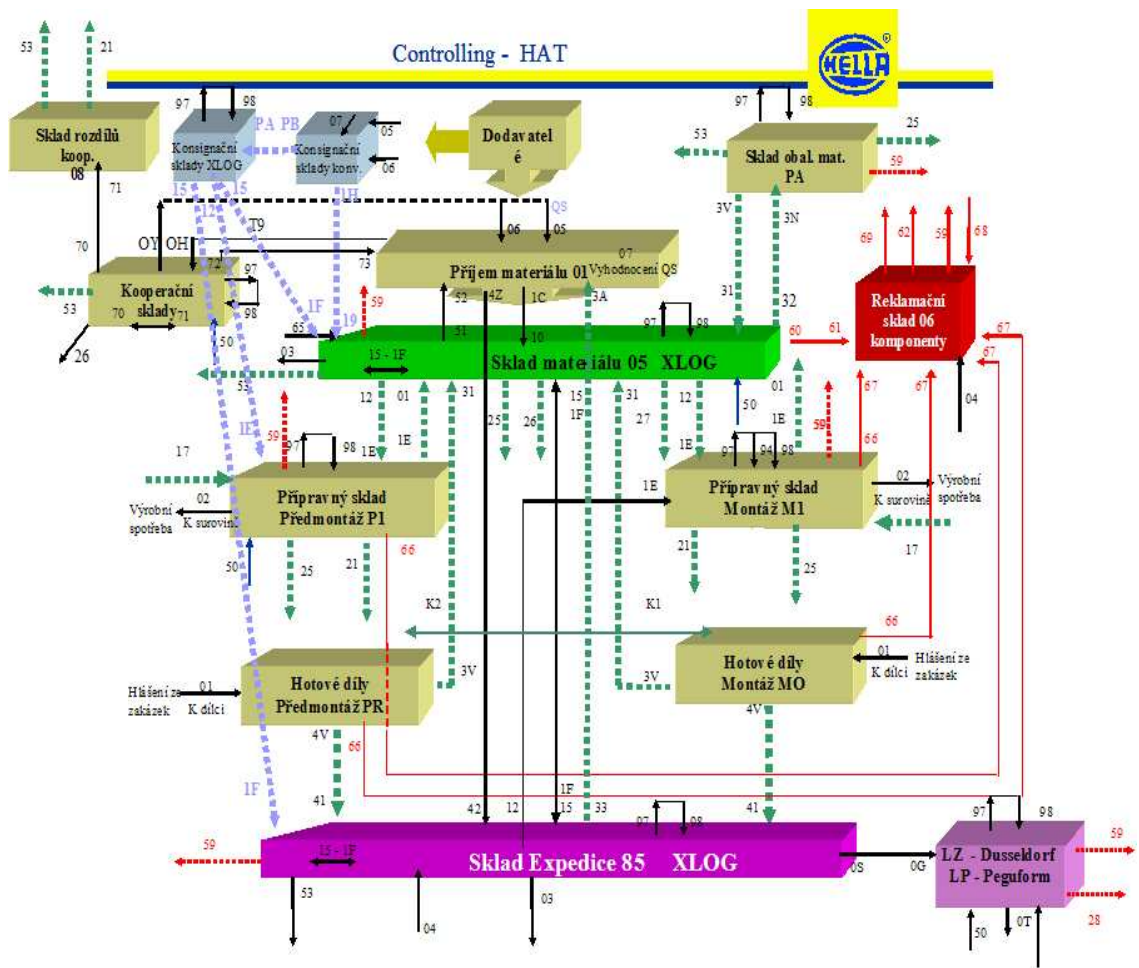 53
21
Controlling - HAT
HELLA
®
97
98
97
98
Sklad rozdílů
koop.
08
Konsignační
sklady XLOG
PA PB
07
05
06
Konsignační
sklady konv.
Dodavatel
é
53
25
Sklad obal. mat.
PA
59
71
15
12
15
1H
QS
3V
3N
T9
06
05
69
62
59
68
70
OY OH
72
73
07
Příjem materiálu 01
Vyhodnocení QS
97
98
Kooperační
sklady
53
70
71
26
50
1F
59
52
4Z
1C
3A
31
32
Reklamační
sklad 06
komponenty
65
19
51
10
97
98
60
61
67
67
03
15 - 1F
Sklad materiálu 05 XLOG
53
12
01
31
25
26
15
1F
31
27
12
50
01
67
67
04
1E
59
97
98
1E
1E
1E
97
94
98
1E
59
66
17
02
Výrobní
spotřeba
K surovině
Přípravný sklad
Předmontáž P1
1E
Přípravný sklad
Montáž M1
02
K surovině
Výrobní
spotřeba
17
50
25
21
66
21
25
K2
K1
66
01
Hlášení ze
zakázek
K dílci
Hotové díly
Předmontáž PR
3V
3V
Hotové díly
Montáž MO
01
K dílci
Hlášení ze
zakázek
4V
66
4V
1F
41
42
12
1F
15
33
41
97
98
97
98
59
15 - 1F
Sklad Expedice 85 XLOG
0S
0G
LZ - Dusseldorf
LP - Peguform
59
53
04
03
50
0T
28